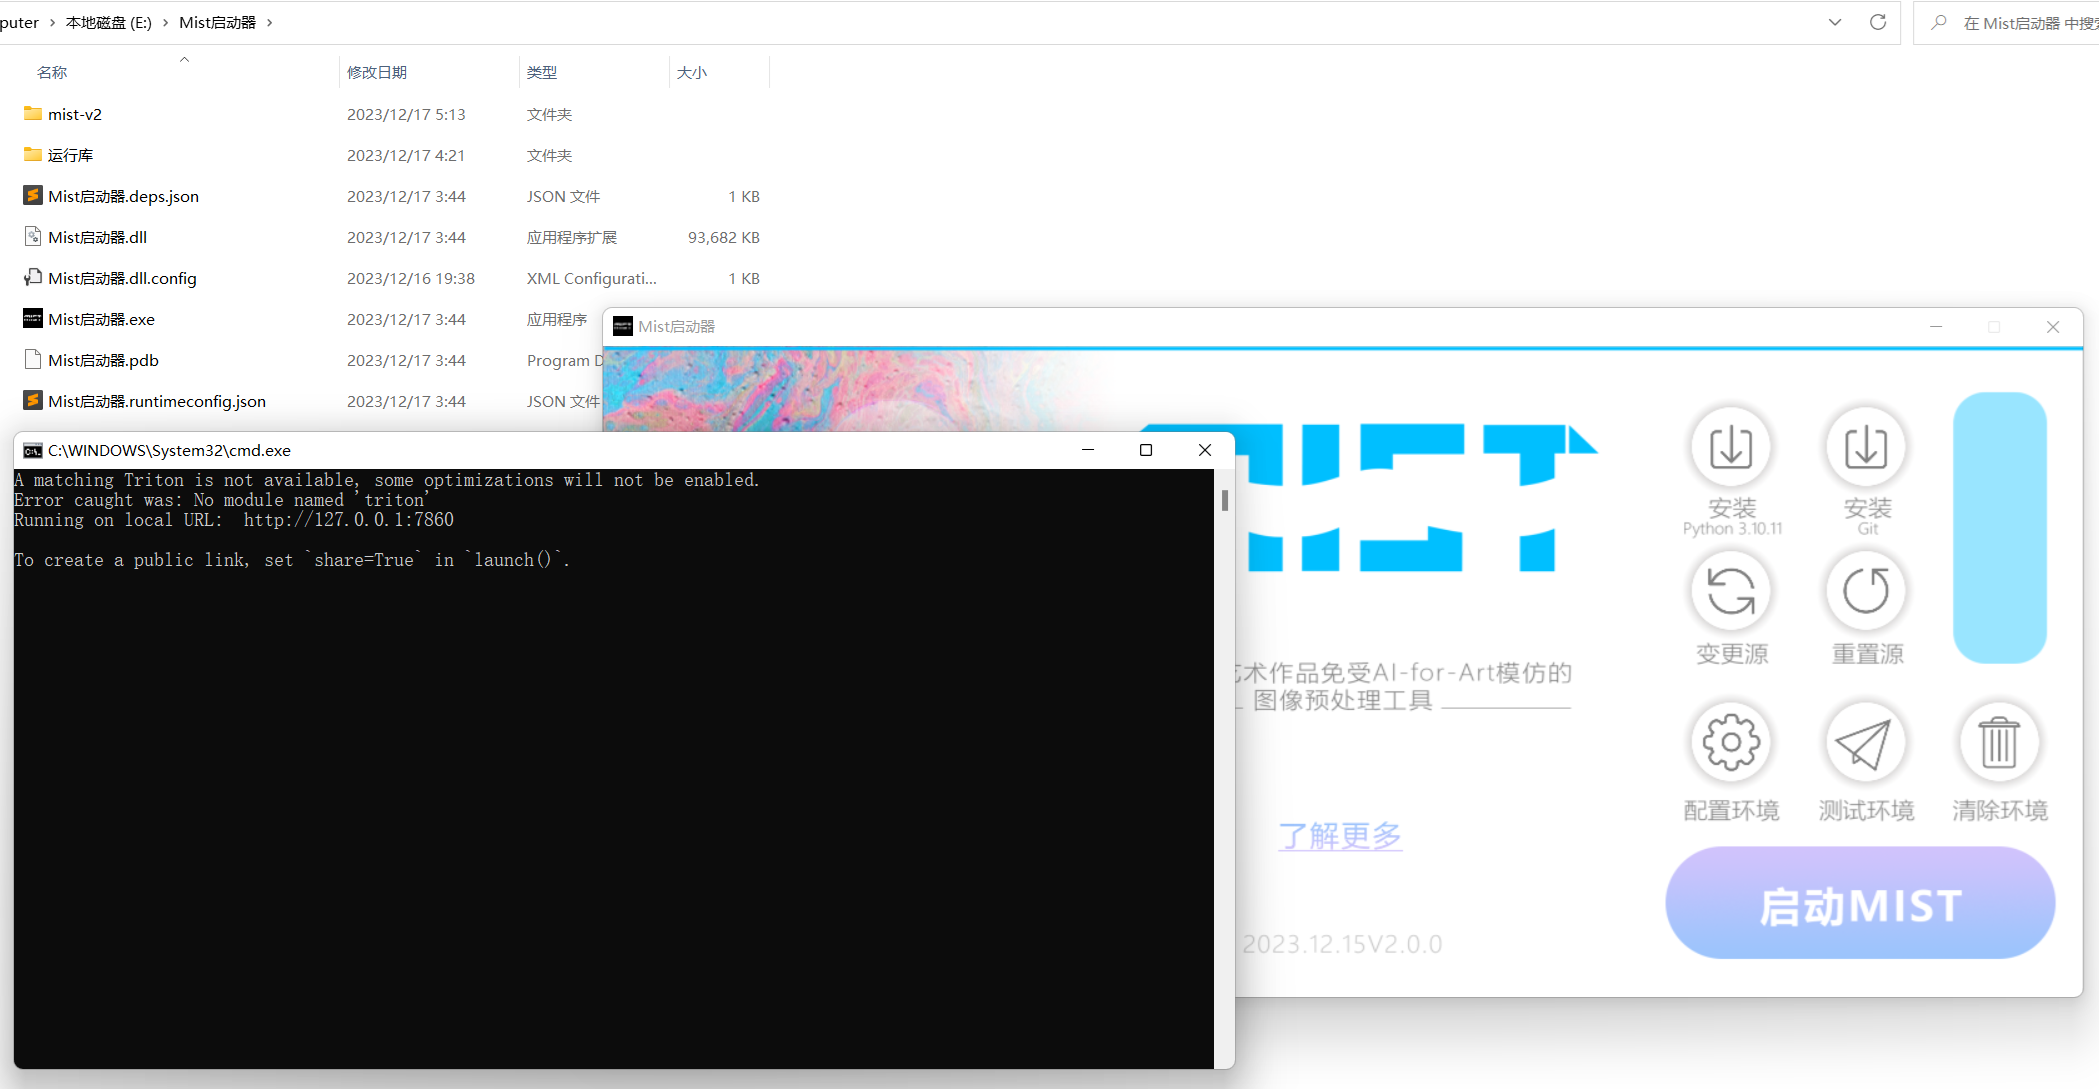 puter > 本地磁盘 (E:) > Mist启动器 >
在 Mist启动器 中搜
名称 修改日期 类型 大小
mist-v2 2023/12/17 5:13 文件夹
运行库 2023/12/17 4:21 文件夹
Mist启动器.deps.json 2023/12/17 3:44 JSON 文件 1 KB
Mist启动器.dll 2023/12/17 3:44 应用程序扩展 93,682 KB
Mist启动器.dll.config 2023/12/16 19:38 XML Configurati... 1 KB
Mist启动器.exe 2023/12/17 3:44 应用程序
Mist启动器.pdb 2023/12/17 3:44 Program D
Mist启动器.runtimeconfig.json 2023/12/17 3:44 JSON 文件
C:\WINDOWS\System32\cmd.exe
A matching Triton is not available, some optimizations will not be enabled.
Error caught was: No module named 'triton'
Running on local URL:  http://127.0.0.1:7860
To create a public link, set `share=True` in `launch()`.
Mist启动器
MIST
术作品免受AI-for-Art模仿的
图像预处理工具
了解更多
2023.12.15V2.0.0
安装
Python 3.10.11
安装
Git
变更源
重置源
配置环境
测试环境
清除环境
启动MIST